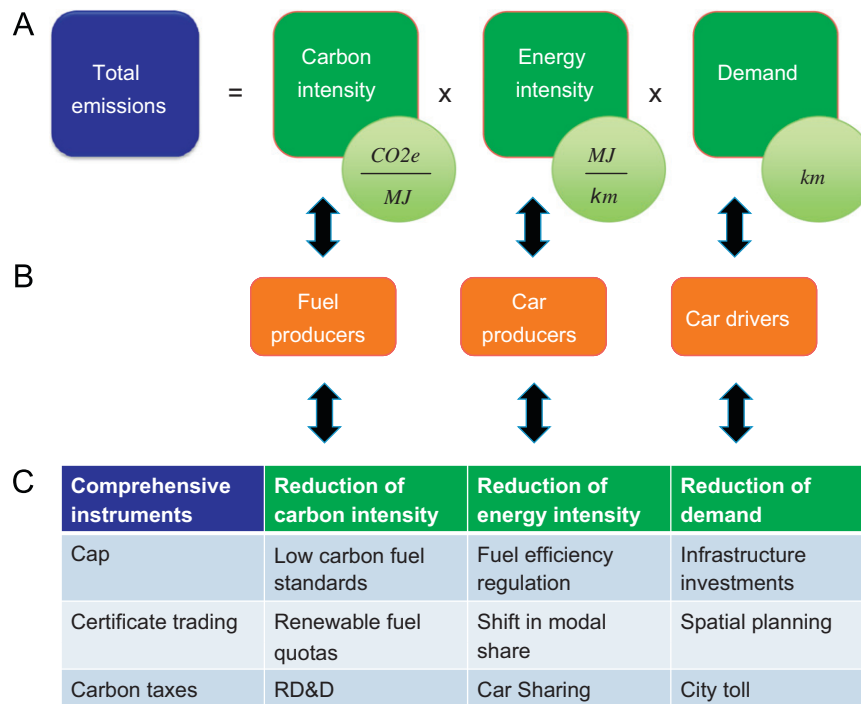 A
Total
emissions
=
Carbon
intensity
x
Energy
intensity
x
Demand
CO2e
MJ
MJ
km
km
B
Fuel
producers
Car
producers
Car drivers
C
Comprehensive
instruments
Reduction of
carbon intensity
Reduction of
energy intensity
Reduction of
demand
Cap
Low carbon fuel
standards
Fuel efficiency
regulation
Infrastructure
investments
Certificate trading
Renewable fuel
quotas
Shift in modal
share
Spatial planning
Carbon taxes
RD&D
Car Sharing
City toll